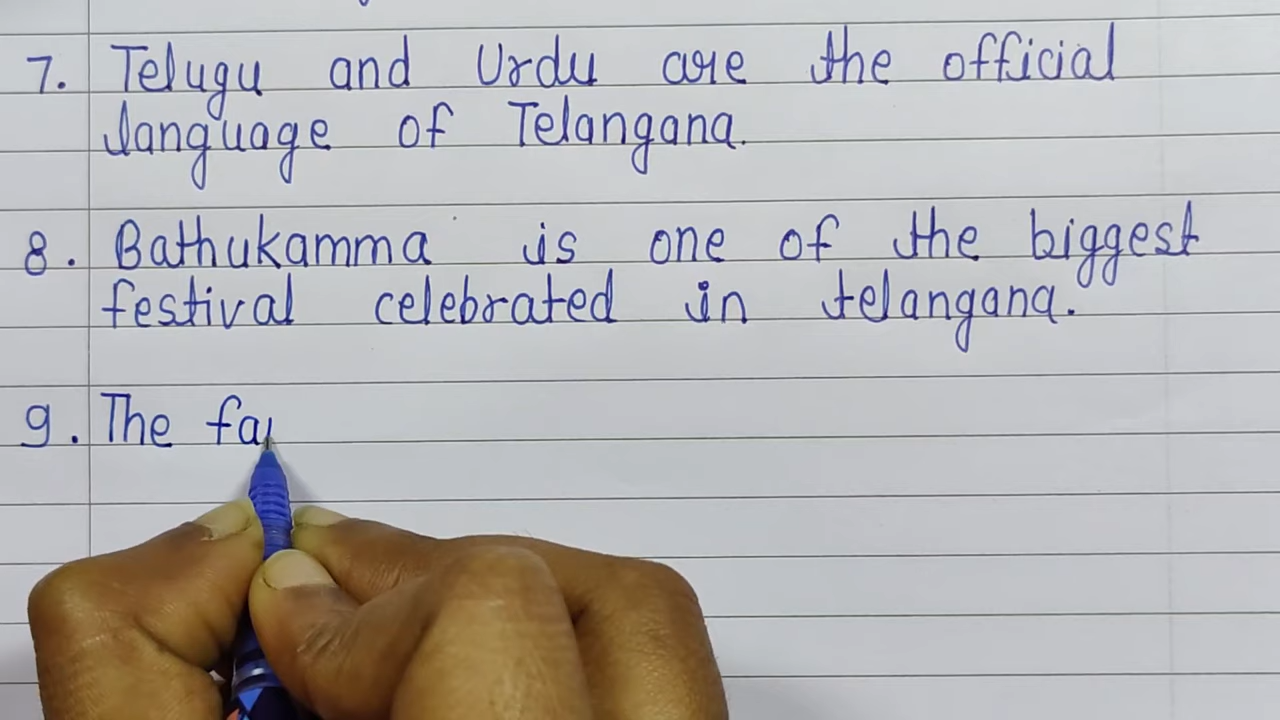 7. Telugu and Urdu are the official
language of Telangana.
8. Bathukamma is one of the biggest
festival celebrated in telangana.
9. The fa